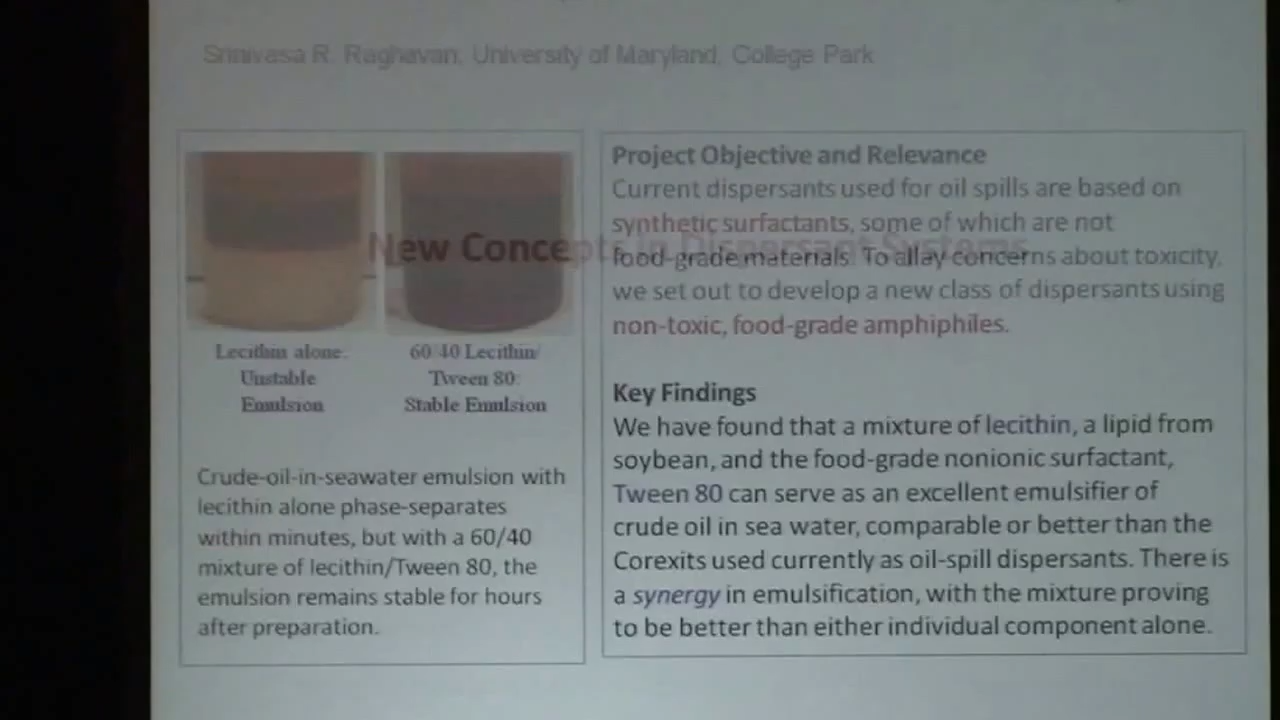 Srinivasa R. Raghavan, University of Maryland, College Park
New Concepts in Dispersant Systems
Lecithin alone:
Unstable
Emulsion
60/40 Lecithin/
Tween 80:
Stable Emulsion
Crude-oil-in-seawater emulsion with
lecithin alone phase-separates
within minutes, but with a 60/40
mixture of lecithin/Tween 80, the
emulsion remains stable for hours
after preparation.
Project Objective and Relevance
Current dispersants used for oil spills are based on
synthetic surfactants, some of which are not
food-grade materials. To allay concerns about toxicity,
we set out to develop a new class of dispersants using
non-toxic, food-grade amphiphiles.
Key Findings
We have found that a mixture of lecithin, a lipid from
soybean, and the food-grade nonionic surfactant,
Tween 80 can serve as an excellent emulsifier of
crude oil in sea water, comparable or better than the
Corexits used currently as oil-spill dispersants. There is
a synergy in emulsification, with the mixture proving
to be better than either individual component alone.